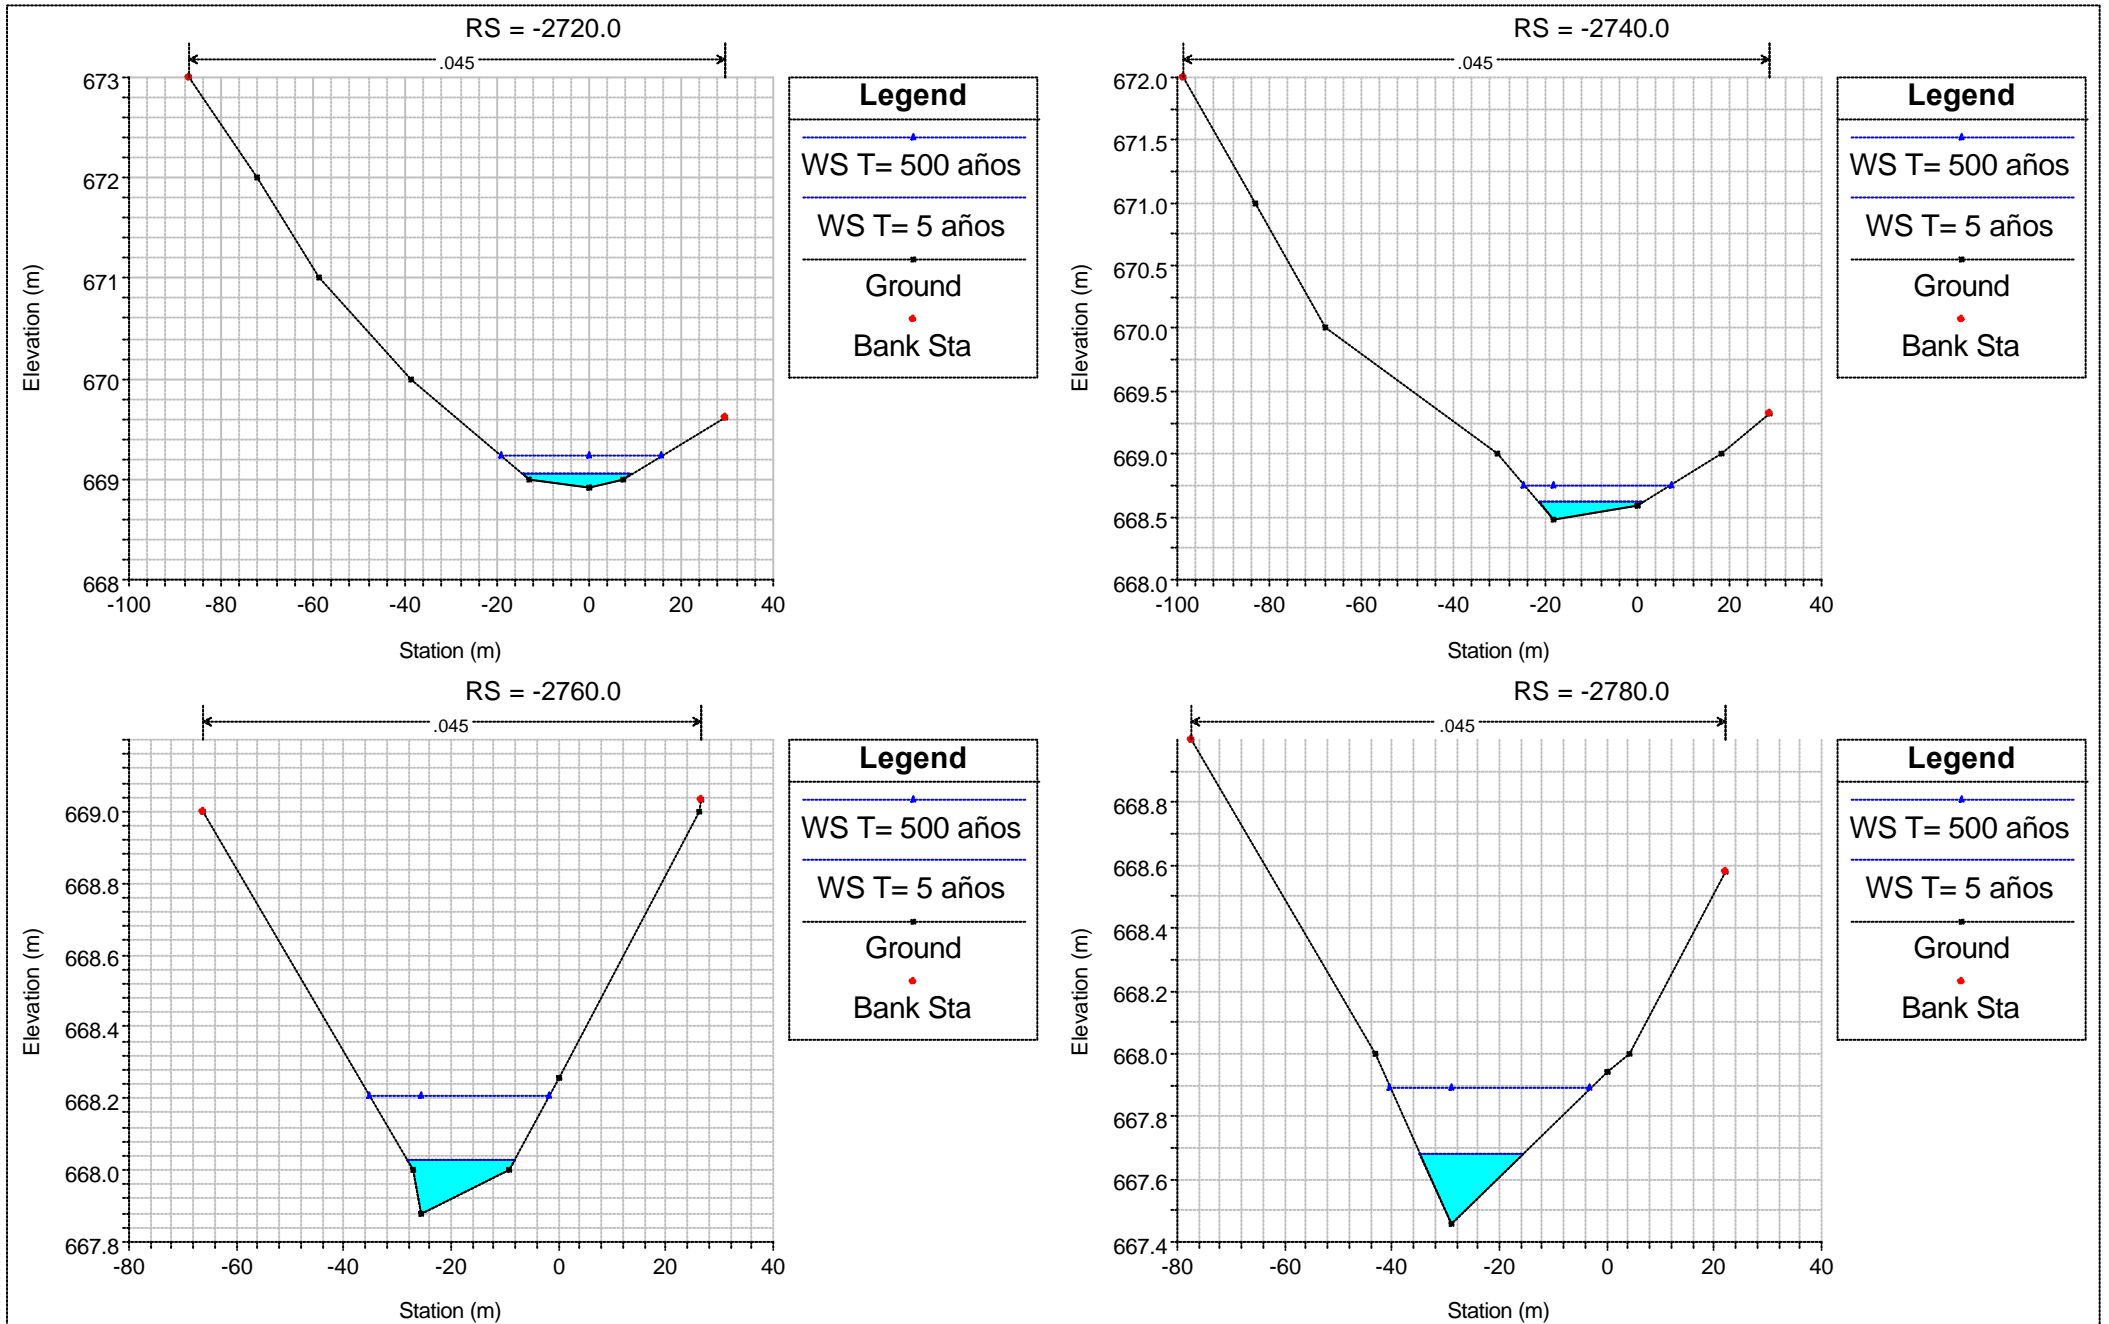 RS = -2720.0
.045
673
672
671
670
669
668
Elevation (m)
-100 -80 -60 -40 -20 0 20 40
Station (m)
Legend
WS T= 500 años
WS T= 5 años
Ground
Bank Sta
RS = -2740.0
.045
672.0
671.5
671.0
670.5
670.0
669.5
669.0
668.5
668.0
Elevation (m)
-100 -80 -60 -40 -20 0 20 40
Station (m)
Legend
WS T= 500 años
WS T= 5 años
Ground
Bank Sta
RS = -2760.0
.045
669.0
668.8
668.6
668.4
668.2
668.0
667.8
Elevation (m)
-80 -60 -40 -20 0 20 40
Station (m)
Legend
WS T= 500 años
WS T= 5 años
Ground
Bank Sta
RS = -2780.0
.045
668.8
668.6
668.4
668.2
668.0
667.8
667.6
667.4
Elevation (m)
-80 -60 -40 -20 0 20 40
Station (m)
Legend
WS T= 500 años
WS T= 5 años
Ground
Bank Sta